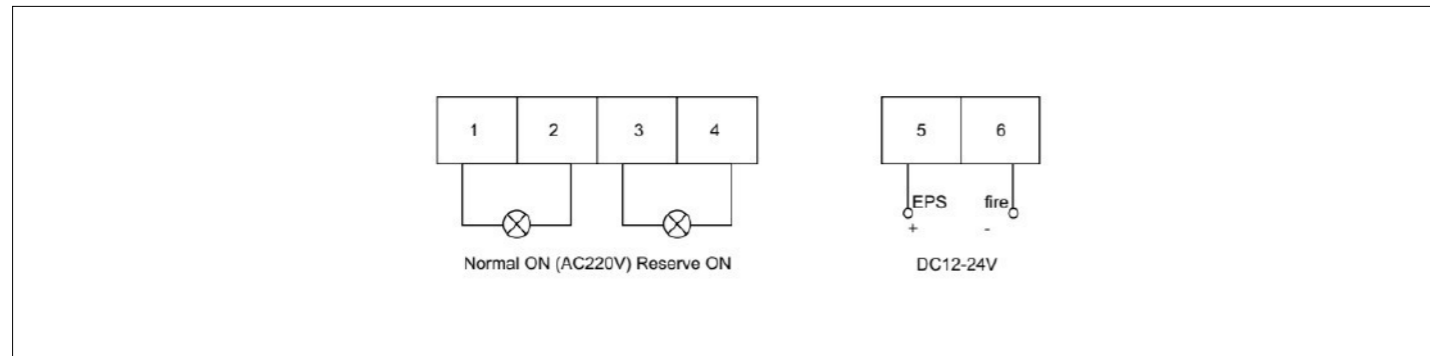 1 2 3 4 5 6
EPS fire
+ -
Normal ON (AC220V) Reserve ON
DC12-24V